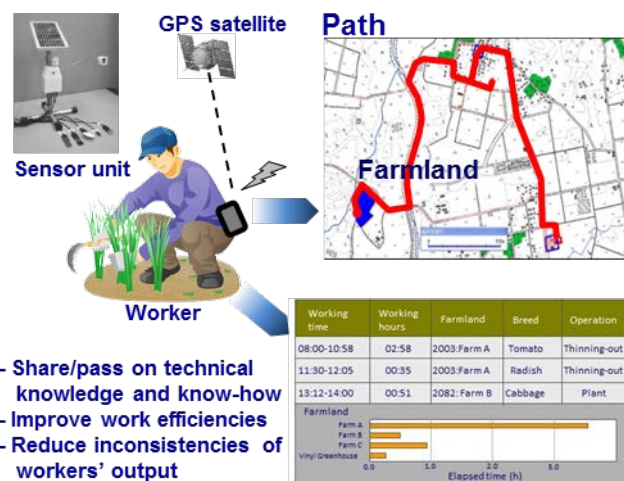 GPS satellite
Path
Sensor unit
Farmland
Worker
- Share/pass on technical
knowledge and know-how
- Improve work efficiencies
- Reduce inconsistencies of
workers' output
Working time Working hours Farmland Breed Operation
08:00-10:58 02:58 2003:Farm A Tomato Thinning-out
11:30-12:05 00:35 2003:Farm A Radish Thinning-out
13:12-14:00 00:51 2082: Farm B Cabbage Plant
Farmland
Farm A
Farm B
Farm C
Vinyl Greenhouse
0.0 1.0 2.0 3.0
Elapsed time (h)